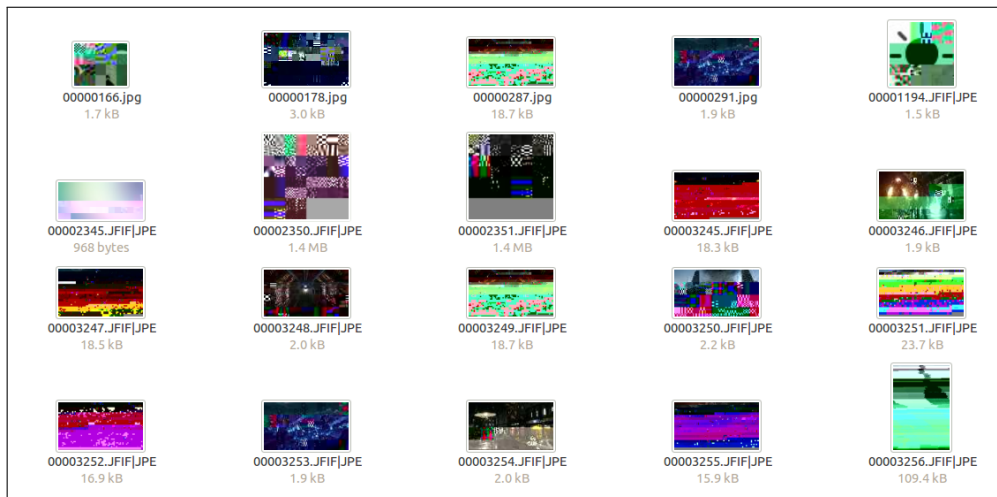 00000166.jpg
1.7 kB
00000178.jpg
3.0 kB
00000287.jpg
18.7 kB
00000291.jpg
1.9 kB
00001194.JFIF|JPE
1.5 kB
00002345.JFIF|JPE
968 bytes
00002350.JFIF|JPE
1.4 MB
00002351.JFIF|JPE
1.4 MB
00003245.JFIF|JPE
18.3 kB
00003246.JFIF|JPE
1.9 kB
00003247.JFIF|JPE
18.5 kB
00003248.JFIF|JPE
2.0 kB
00003249.JFIF|JPE
18.7 kB
00003250.JFIF|JPE
2.2 kB
00003251.JFIF|JPE
23.7 kB
00003252.JFIF|JPE
16.9 kB
00003253.JFIF|JPE
1.9 kB
00003254.JFIF|JPE
2.0 kB
00003255.JFIF|JPE
15.9 kB
00003256.JFIF|JPE
109.4 kB